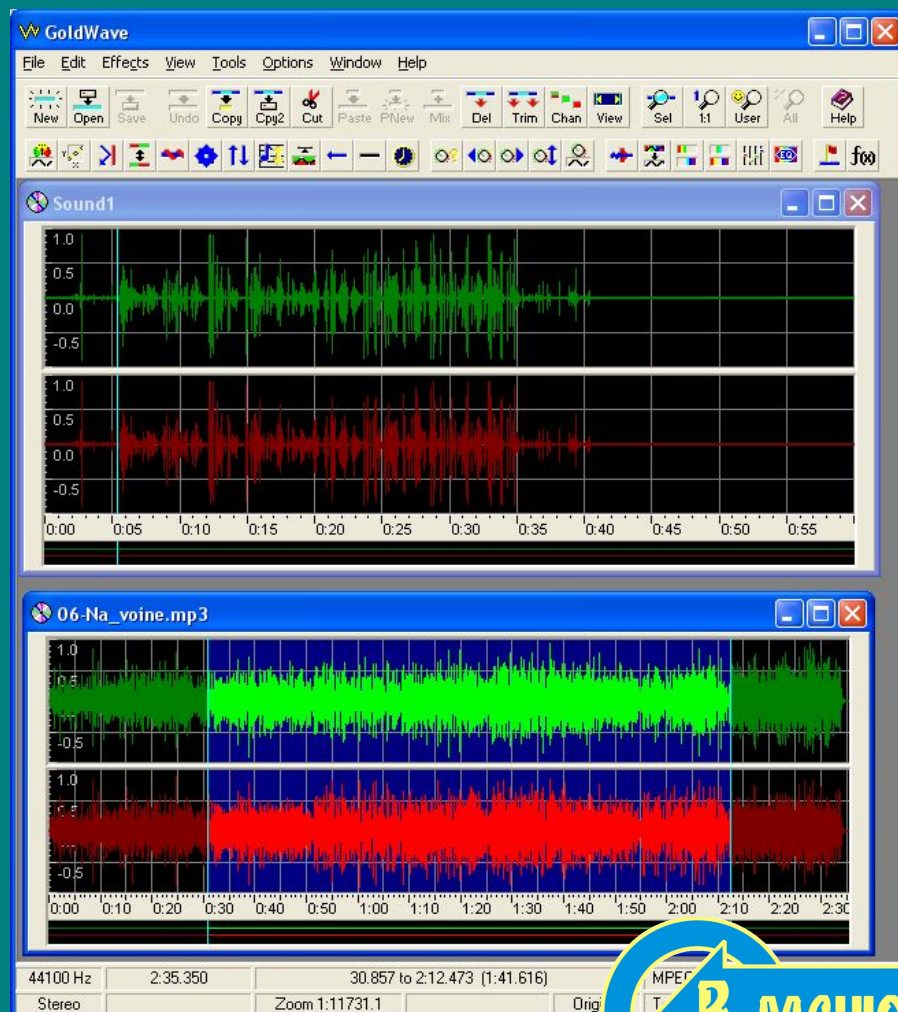 GoldWave
File Edit Effects View Tools Options Window Help
New Open Save Undo Copy Cpy2 Cut Paste PNew Mix Del Trim Chan View Sel 1:1 User All Help
f(x)
Sound1
1.0
0.5
0.0
-0.5
1.0
0.5
0.0
-0.5
0:00 0:05 0:10 0:15 0:20 0:25 0:30 0:35 0:40 0:45 0:50 0:55
06-Na_voine.mp3
1.0
-0.5
1.0
-0.5
0:00 0:10 0:20 0:30 0:40 0:50 1:00 1:10 1:20 1:30 1:40 1:50 2:00 2:10 2:20 2:30
44100 Hz 2:35.350 30.857 to 2:12.473 (1:41.616) MPEG
Stereo Zoom 1:11731.1 Origi
В меню